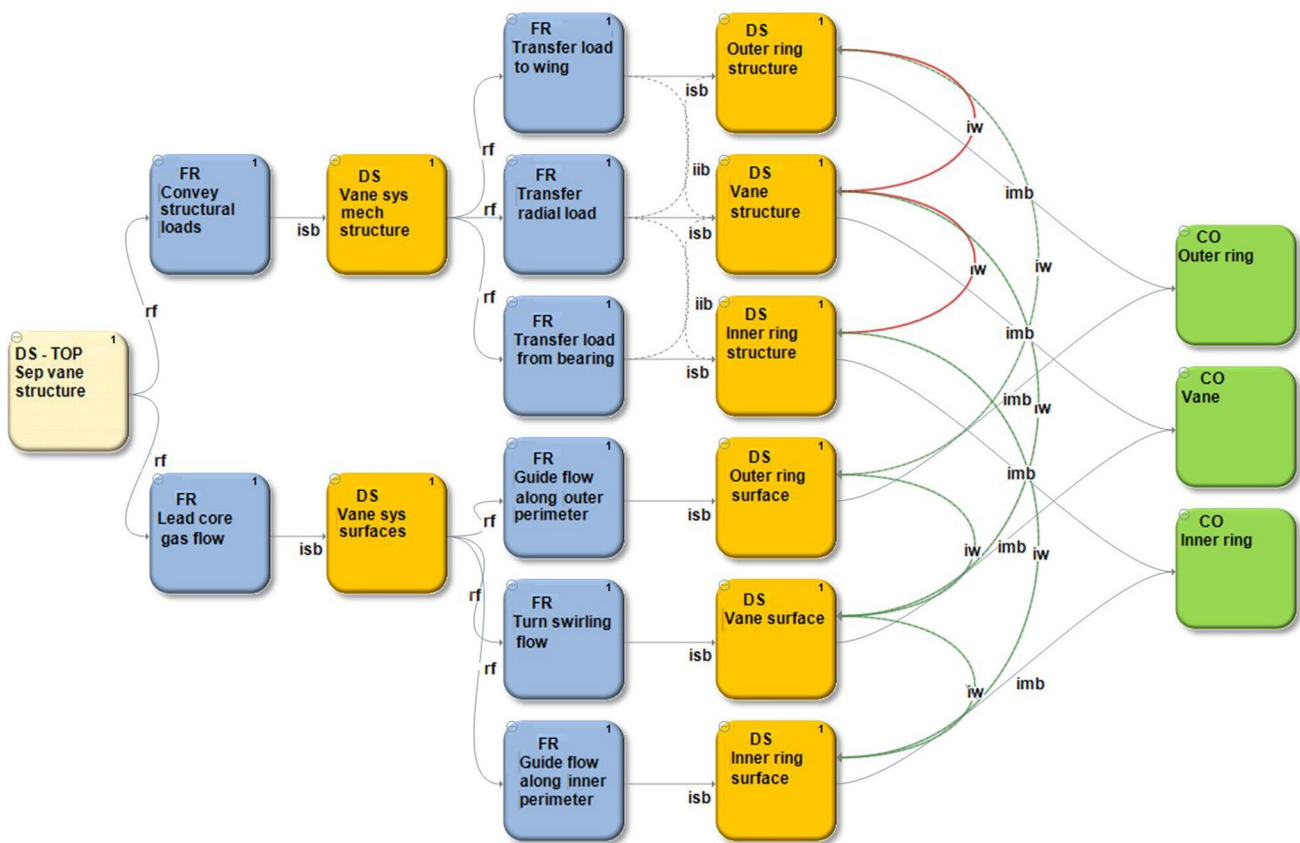 DS - TOP 1
Sep vane
structure
rf
rf
FR 1
Convey
structural
loads
isb
FR 1
Lead core
gas flow
isb
DS 1
Vane sys
mech
structure
rf
rf
rf
DS 1
Vane sys
surfaces
rf
rf
rf
FR 1
Transfer load
to wing
isb
iib
FR 1
Transfer
radial load
isb
iib
FR 1
Transfer load
from bearing
isb
FR 1
Guide flow
along outer
perimeter
isb
FR 1
Turn swirling
flow
isb
FR 1
Guide flow
along inner
perimeter
isb
DS 1
Outer ring
structure
DS 1
Vane
structure
DS 1
Inner ring
structure
DS 1
Outer ring
surface
DS 1
Vane surface
DS 1
Inner ring
surface
iw
imb
iw
iw
imb
imb
iw
imb
iw
imb
iw
iw
imb
CO 1
Outer ring
CO 1
Vane
CO 1
Inner ring